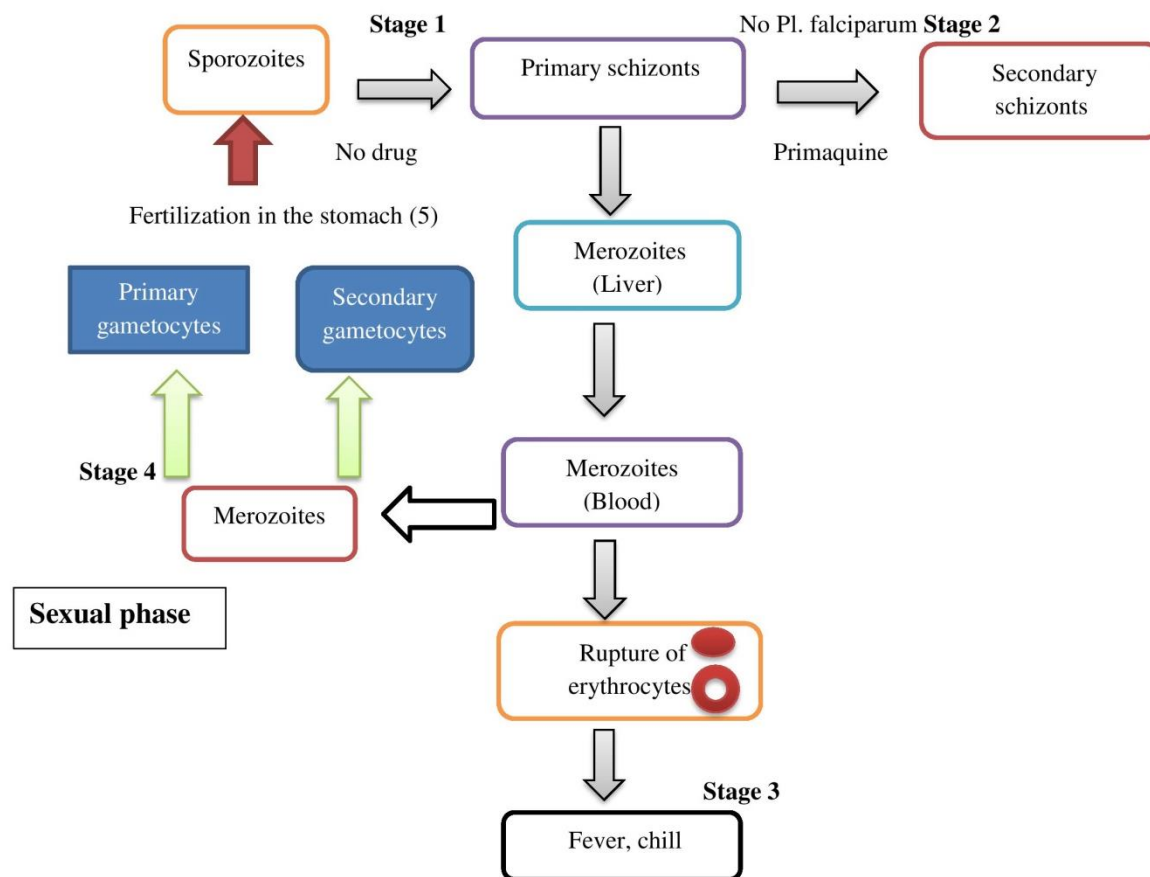 Stage 1
No Pl. falciparum Stage 2
Sporozoites
Primary schizonts
Secondary
schizonts
No drug
Primaquine
Fertilization in the stomach (5)
Merozoites
(Liver)
Primary
gametocytes
Secondary
gametocytes
Stage 4
Merozoites
(Blood)
Merozoites
Sexual phase
Rupture of
erythrocytes
Stage 3
Fever, chill